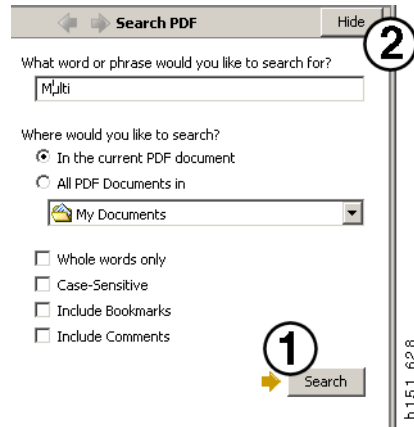 Search PDF
Hide
2
What word or phrase would you like to search for?
Multi
Where would you like to search?
In the current PDF document
All PDF Documents in
My Documents
Whole words only
Case-Sensitive
Include Bookmarks
Include Comments
1
Search
h151_628